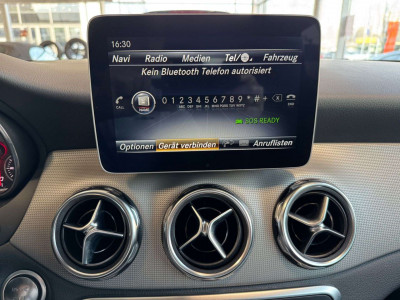 16:30
Navi Radio Medien Tel/ Fahrzeug
Kein Bluetooth Telefon autorisiert
0 1 2 3 4 5 6 7 8 9 * # +
SOS READY
Optionen Gerät verbinden Anruflisten